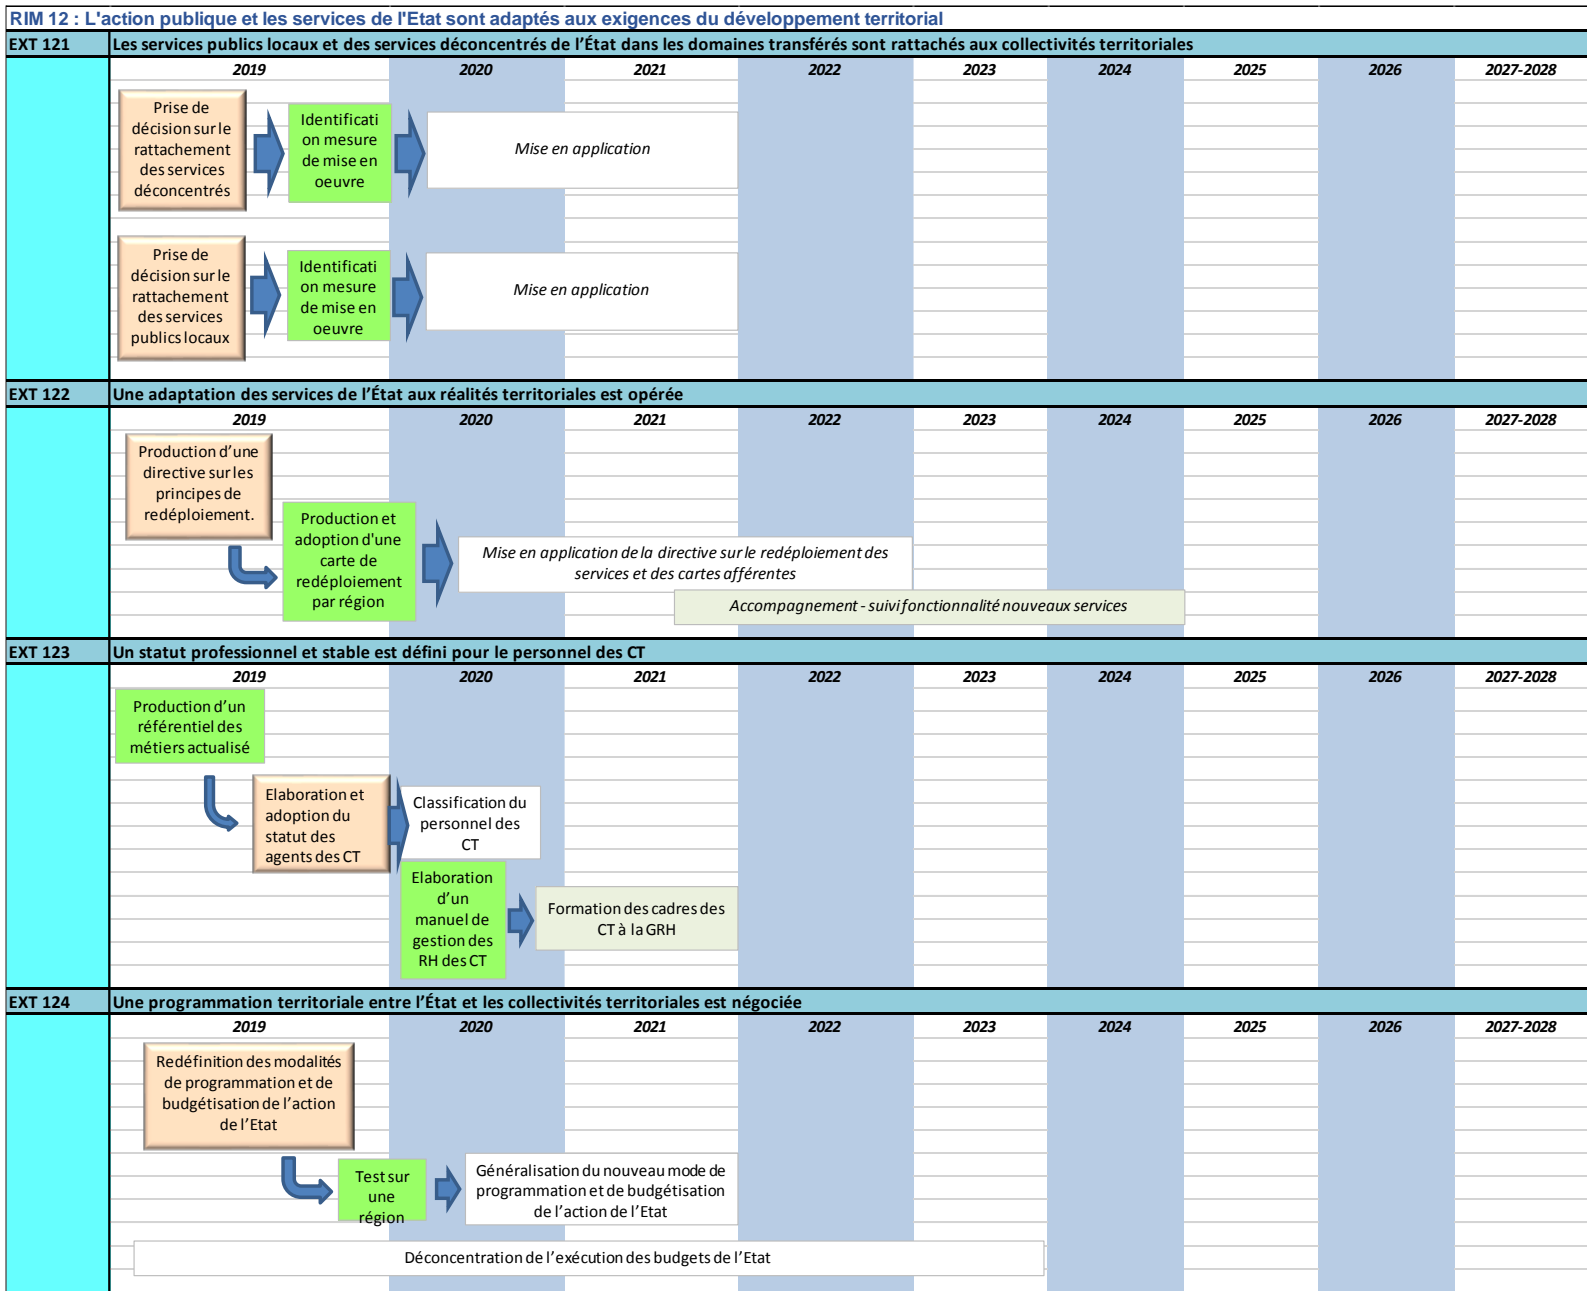 RIM 12 : L'action publique et les services de l'Etat sont adaptés aux exigences du développement territorial
EXT 121 Les services publics locaux et des services déconcentrés de l’État dans les domaines transférés sont rattachés aux collectivités territoriales
2019 2020 2021 2022 2023 2024 2025 2026 2027-2028
Prise de
décision sur le
rattachement
des services
déconcentrés
Identificati
on mesure
de mise en
oeuvre
Mise en application
Prise de
décision sur le
rattachement
des services
publics locaux
Identificati
on mesure
de mise en
oeuvre
Mise en application
EXT 122 Une adaptation des services de l’État aux réalités territoriales est opérée
2019 2020 2021 2022 2023 2024 2025 2026 2027-2028
Production d’une
directive sur les
principes de
redéploiement.
Production et
adoption d'une
carte de
redéploiement
par région
Mise en application de la directive sur le redéploiement des
services et des cartes afférentes
Accompagnement - suivi fonctionnalité nouveaux services
EXT 123 Un statut professionnel et stable est défini pour le personnel des CT
2019 2020 2021 2022 2023 2024 2025 2026 2027-2028
Production d’un
référentiel des
métiers actualisé
Elaboration et
adoption du
statut des
agents des CT
Classification du
personnel des
CT
Elaboration
d’un
manuel de
gestion des
RH des CT
Formation des cadres des
CT à la GRH
EXT 124 Une programmation territoriale entre l’État et les collectivités territoriales est négociée
2019 2020 2021 2022 2023 2024 2025 2026 2027-2028
Redéfinition des modalités
de programmation et de
budgétisation de l’action
de l’Etat
Test sur
une
région
Généralisation du nouveau mode de
programmation et de budgétisation
de l’action de l’Etat
Déconcentration de l’exécution des budgets de l’Etat